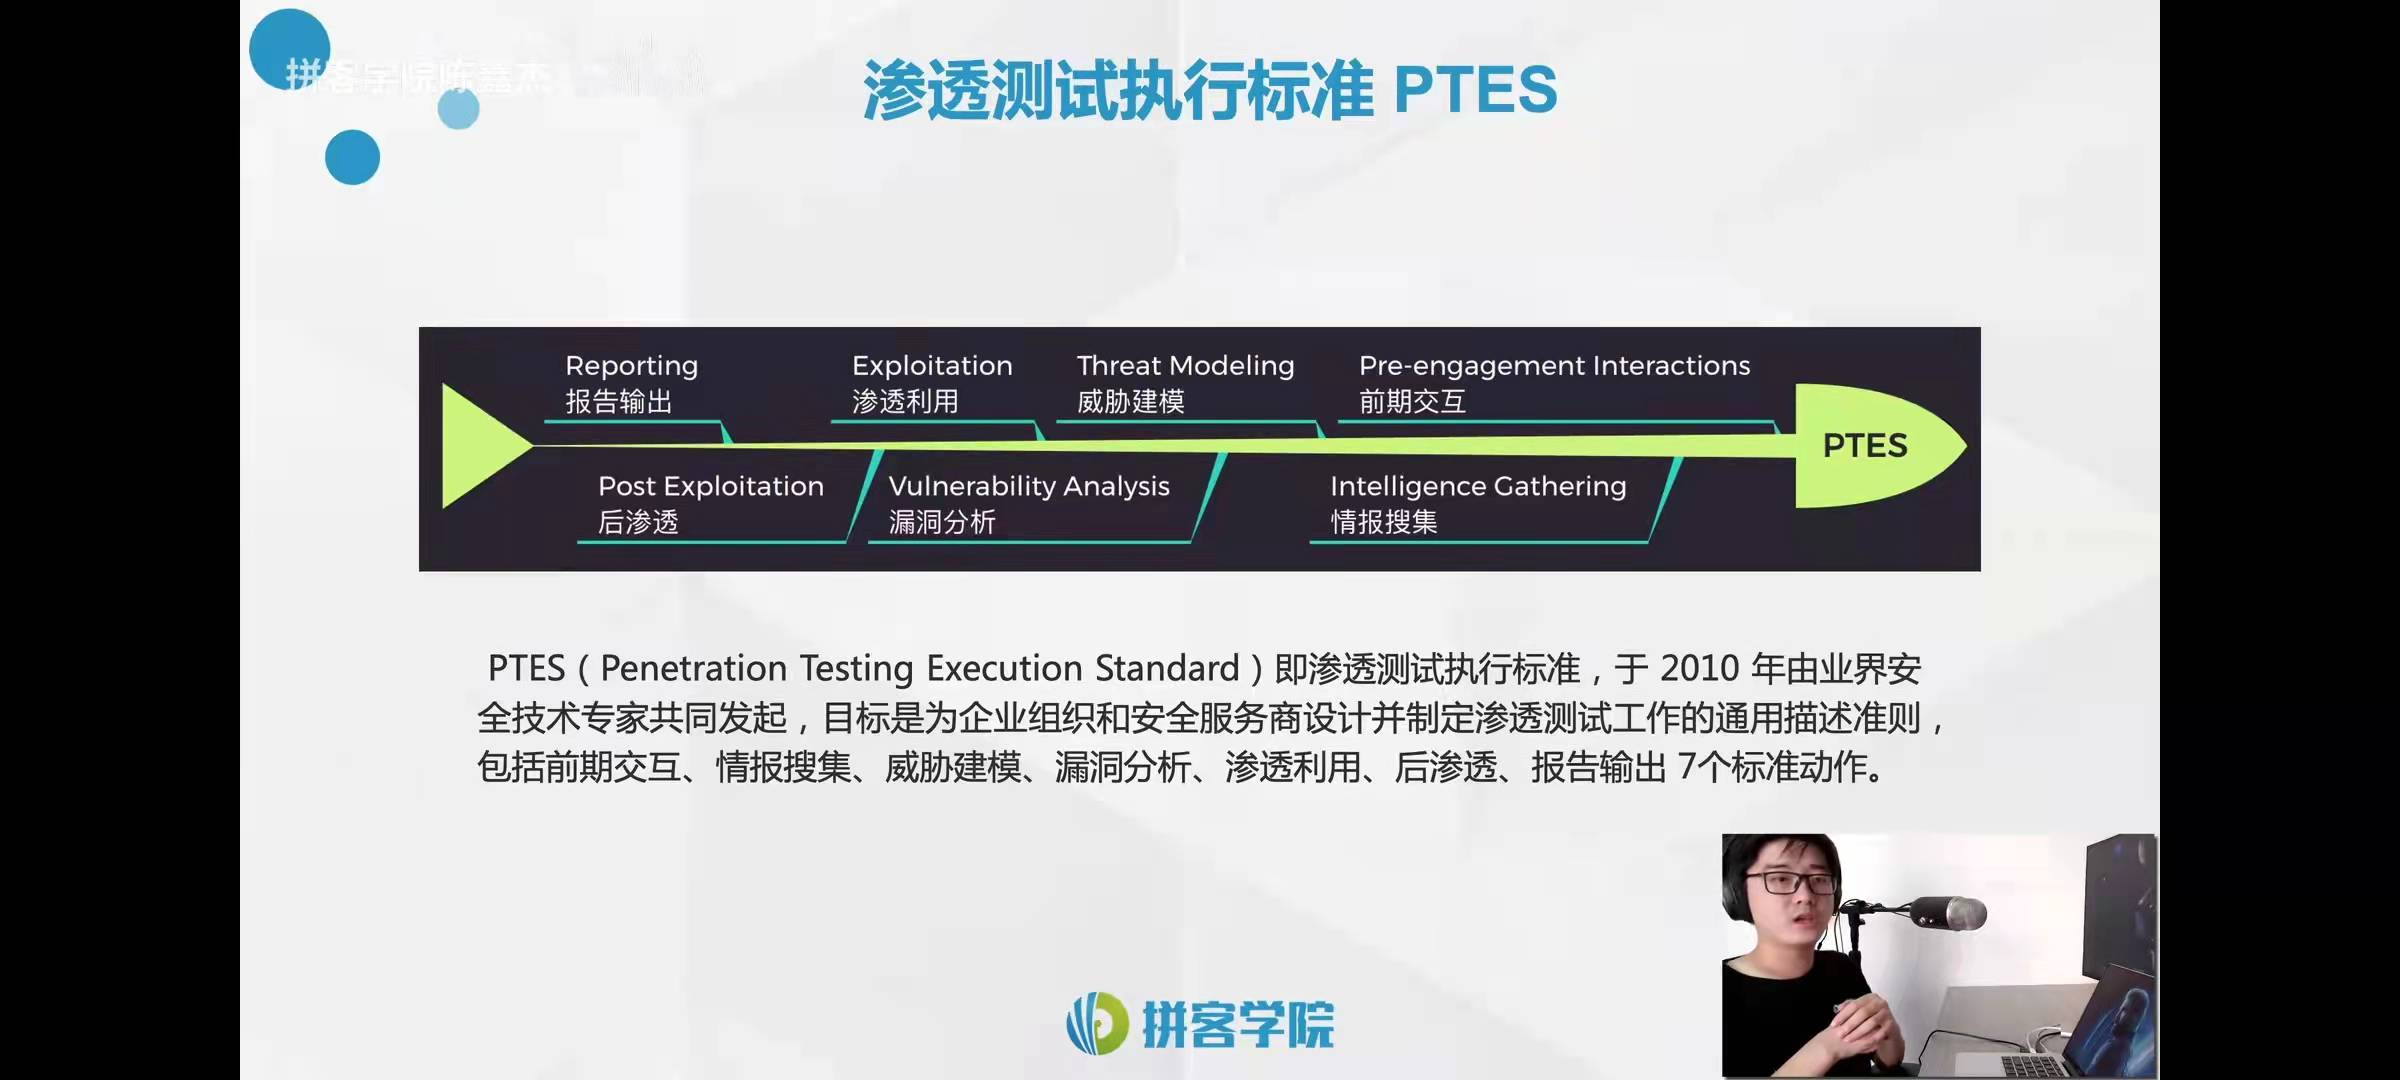 拼客学院陈鑫杰
渗透测试执行标准 PTES
Reporting
报告输出
Exploitation
渗透利用
Threat Modeling
威胁建模
Pre-engagement Interactions
前期交互
PTES
Post Exploitation
后渗透
Vulnerability Analysis
漏洞分析
Intelligence Gathering
情报搜集
PTES（Penetration Testing Execution Standard）即渗透测试执行标准，于 2010 年由业界安
全技术专家共同发起，目标是为企业组织和安全服务商设计并制定渗透测试工作的通用描述准则，
包括前期交互、情报搜集、威胁建模、漏洞分析、渗透利用、后渗透、报告输出 7个标准动作。
拼客学院